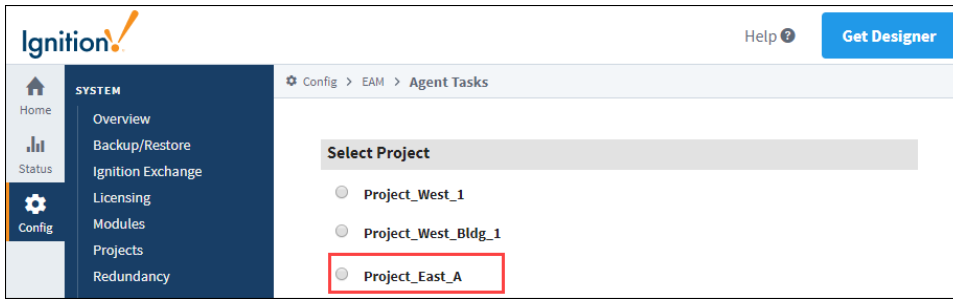 Ignition!
Help ?
Get Designer
Home
Status
Config
SYSTEM
Overview
Backup/Restore
Ignition Exchange
Licensing
Modules
Projects
Redundancy
Config > EAM > Agent Tasks
Select Project
Project_West_1
Project_West_Bldg_1
Project_East_A